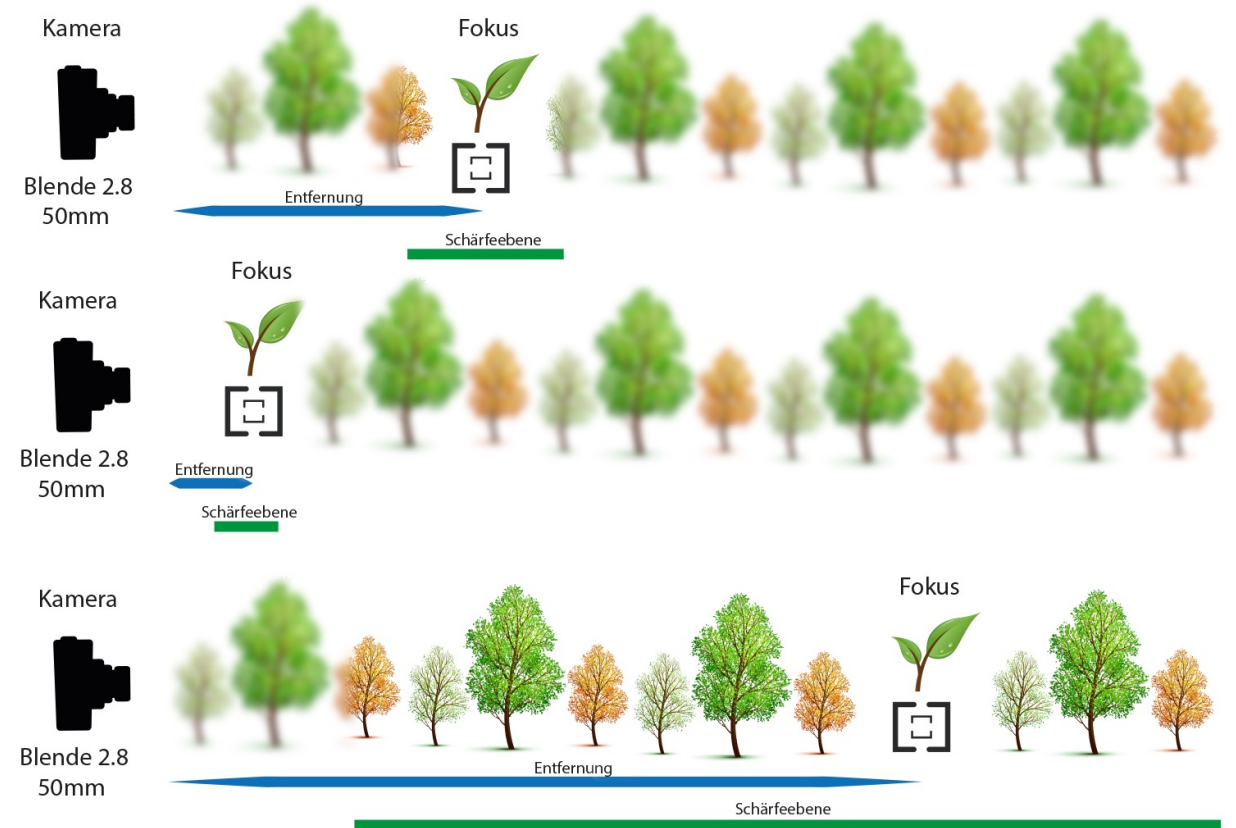 Kamera
Fokus
Blende 2.8
50mm
Entfernung
Schärfeebene
Fokus
Kamera
Blende 2.8
50mm
Entfernung
Schärfeebene
Fokus
Kamera
Blende 2.8
50mm
Entfernung
Schärfeebene